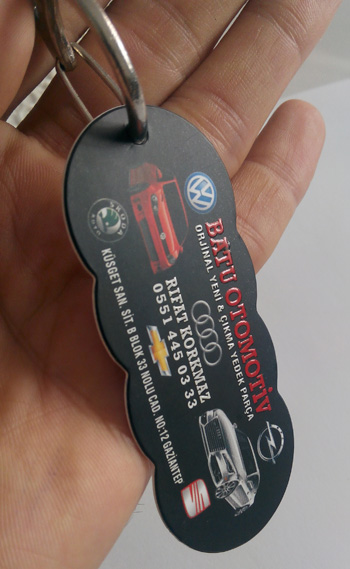 BATU OTOMOTİV
ORJİNAL YENİ & ÇIKMA YEDEK PARÇA
RIFAT KORKMAZ
0551 445 03 33
KÜSGET SAN. SİT. B BLOK 33 NOLU CAD. NO:12 GAZİANTEP
SKODA